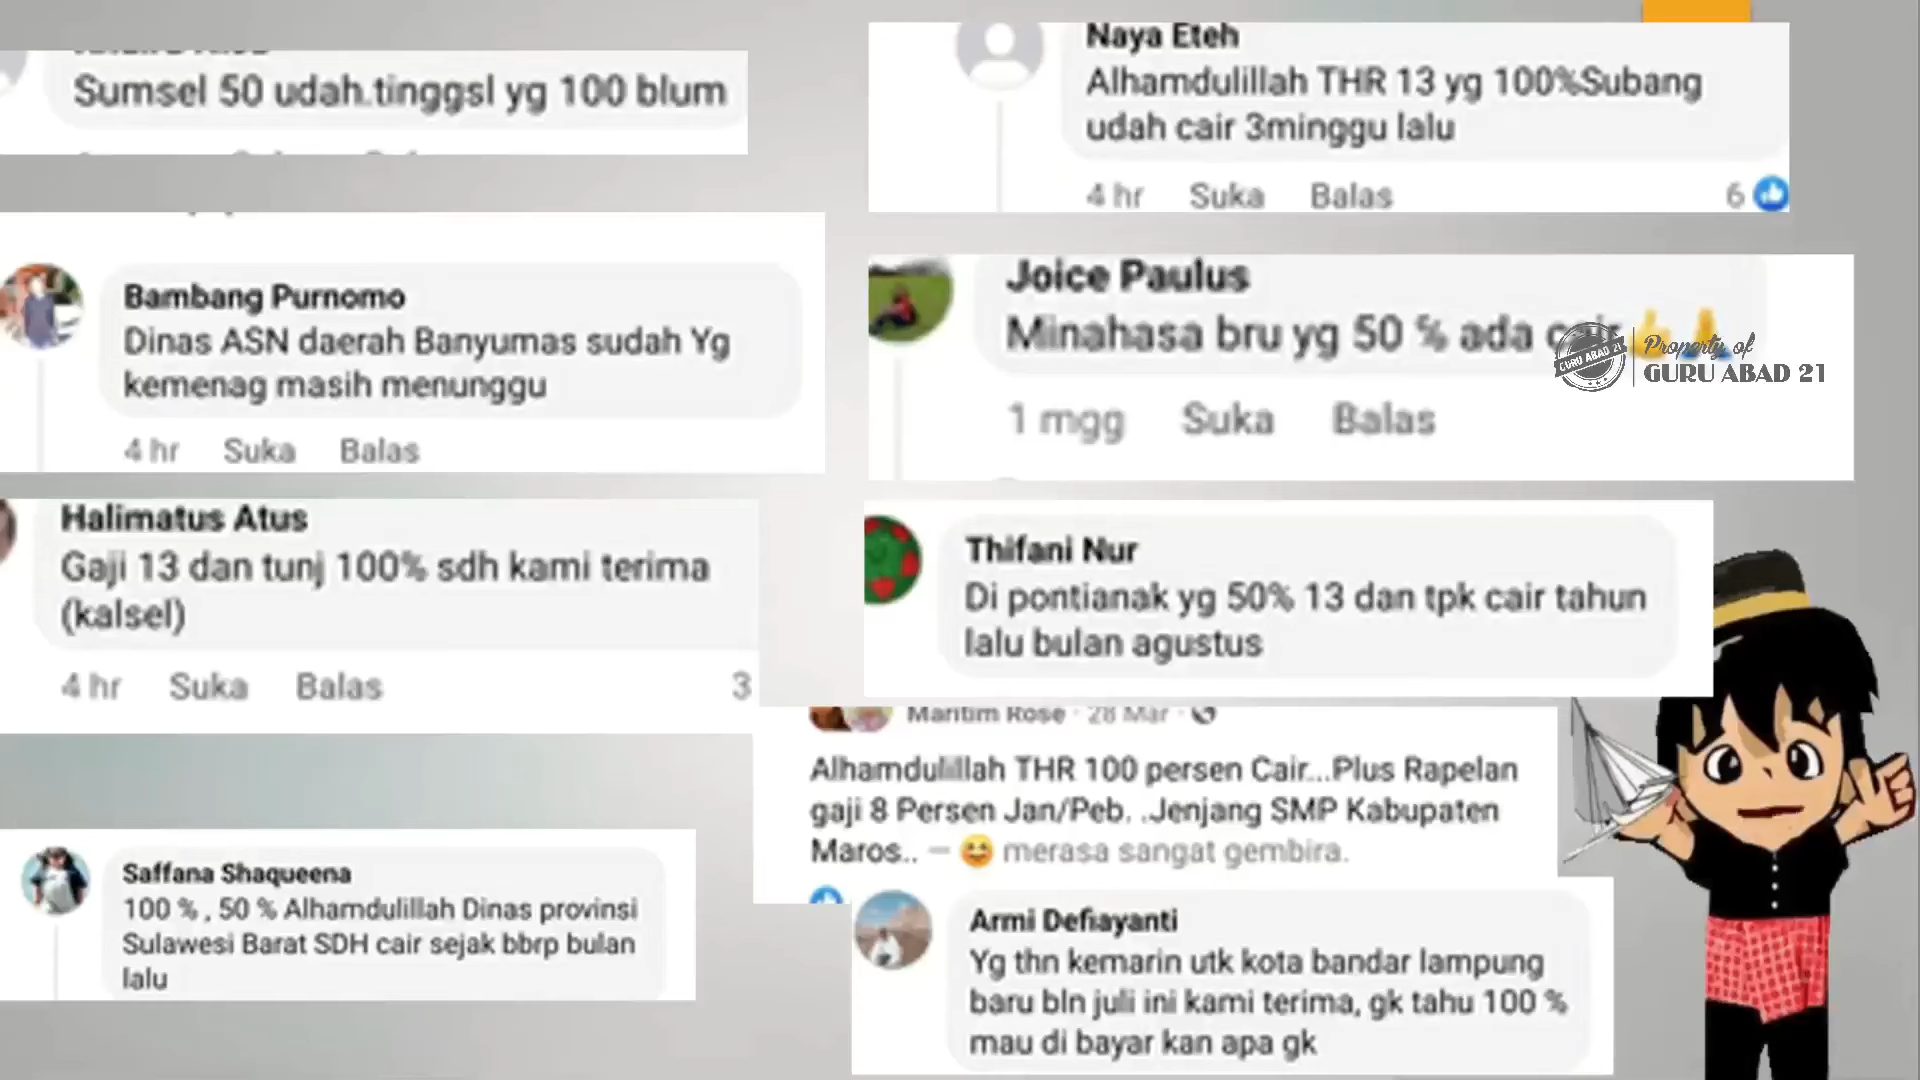 Sumsel 50 udah.tinggsl yg 100 blum
Bambang Purnomo
Dinas ASN daerah Banyumas sudah Yg
kemenag masih menunggu
4 hr Suka Balas
Halimatus Atus
Gaji 13 dan tunj 100% sdh kami terima
(kalsel)
4 hr Suka Balas 3
Saffana Shaqueena
100 % , 50 % Alhamdulillah Dinas provinsi
Sulawesi Barat SDH cair sejak bbrp bulan
lalu
Naya Eteh
Alhamdulillah THR 13 yg 100%Subang
udah cair 3minggu lalu
4 hr Suka Balas 6
Joice Paulus
Minahasa bru yg 50 % ada cair
1 mgg Suka Balas
GURU ABAD 21
Property of
GURU ABAD 21
Thifani Nur
Di pontianak yg 50% 13 dan tpk cair tahun
lalu bulan agustus
Maritim Rose · 28 Mar ·
Alhamdulillah THR 100 persen Cair...Plus Rapelan
gaji 8 Persen Jan/Peb. .Jenjang SMP Kabupaten
Maros.. — 😊 merasa sangat gembira.
Armi Defiayanti
Yg thn kemarin utk kota bandar lampung
baru bln juli ini kami terima, gk tahu 100 %
mau di bayar kan apa gk